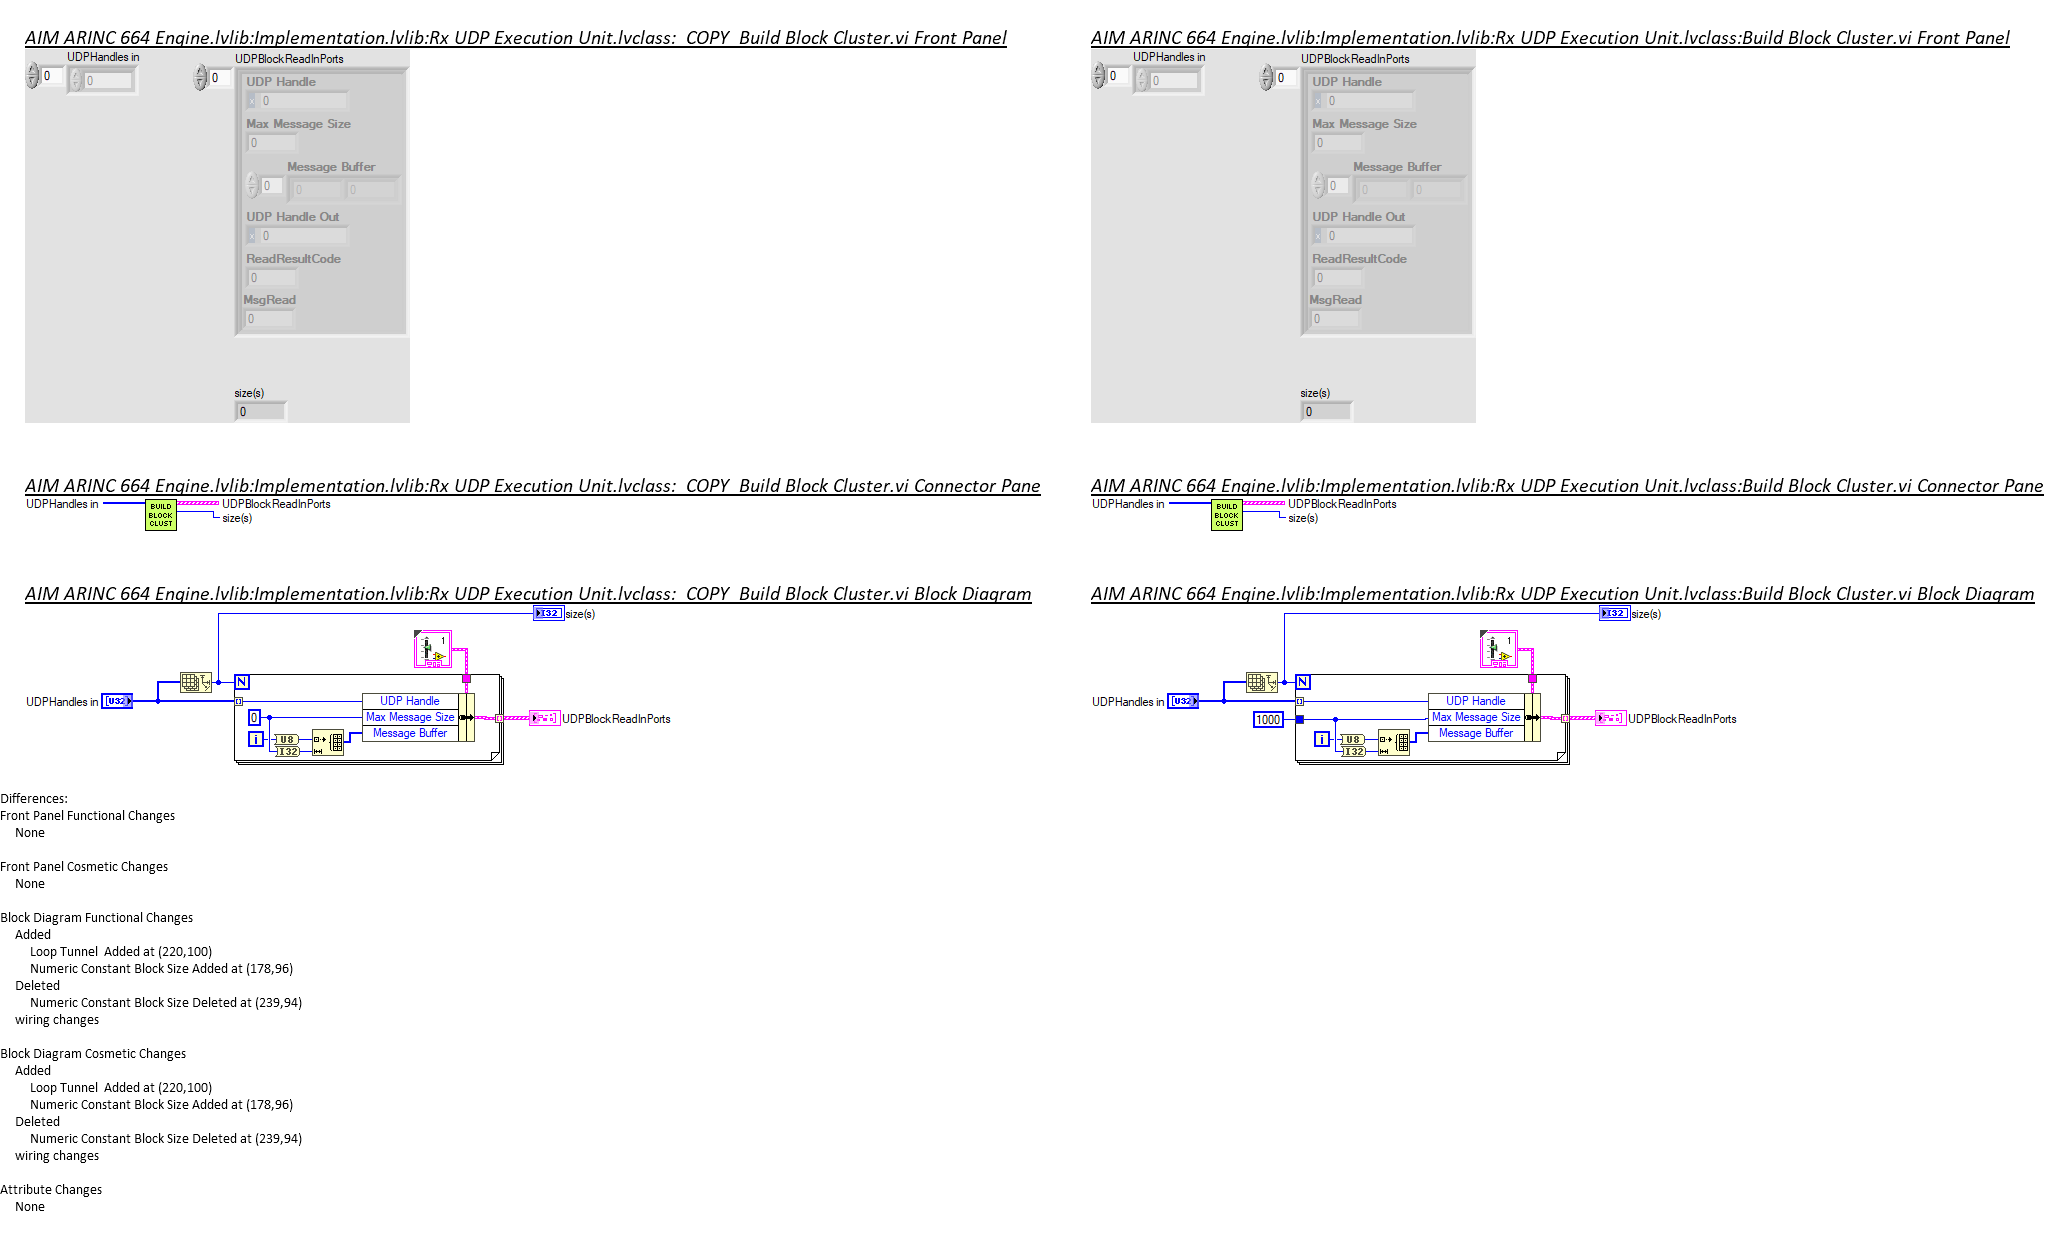 AIM ARINC 664 Engine.lvlib:Implementation.lvlib:Rx UDP Execution Unit.lvclass:  COPY  Build Block Cluster.vi Front Panel
UDPHandles in
UDPBlockReadInPorts
0
0
0
UDP Handle
x 0
Max Message Size
0
Message Buffer
0
0
0
UDP Handle Out
x 0
ReadResultCode
0
MsgRead
0
size(s)
0
AIM ARINC 664 Engine.lvlib:Implementation.lvlib:Rx UDP Execution Unit.lvclass:Build Block Cluster.vi Front Panel
UDPHandles in
UDPBlockReadInPorts
0
0
0
UDP Handle
x 0
Max Message Size
0
Message Buffer
0
0
0
UDP Handle Out
x 0
ReadResultCode
0
MsgRead
0
size(s)
0
AIM ARINC 664 Engine.lvlib:Implementation.lvlib:Rx UDP Execution Unit.lvclass:  COPY  Build Block Cluster.vi Connector Pane
UDPHandles in
BUILD
BLOCK
CLUST
UDPBlockReadInPorts
size(s)
AIM ARINC 664 Engine.lvlib:Implementation.lvlib:Rx UDP Execution Unit.lvclass:Build Block Cluster.vi Connector Pane
UDPHandles in
BUILD
BLOCK
CLUST
UDPBlockReadInPorts
size(s)
AIM ARINC 664 Engine.lvlib:Implementation.lvlib:Rx UDP Execution Unit.lvclass:  COPY  Build Block Cluster.vi Block Diagram
I32 size(s)
1
N
UDPHandles in [U32]
UDP Handle
0
Max Message Size
UDPBlockReadInPorts
Message Buffer
i
U8
I32
AIM ARINC 664 Engine.lvlib:Implementation.lvlib:Rx UDP Execution Unit.lvclass:Build Block Cluster.vi Block Diagram
I32 size(s)
1
N
UDPHandles in [U32]
UDP Handle
1000
Max Message Size
UDPBlockReadInPorts
Message Buffer
i
U8
I32
Differences:
Front Panel Functional Changes
None
Front Panel Cosmetic Changes
None
Block Diagram Functional Changes
Added
Loop Tunnel  Added at (220,100)
Numeric Constant Block Size Added at (178,96)
Deleted
Numeric Constant Block Size Deleted at (239,94)
wiring changes
Block Diagram Cosmetic Changes
Added
Loop Tunnel  Added at (220,100)
Numeric Constant Block Size Added at (178,96)
Deleted
Numeric Constant Block Size Deleted at (239,94)
wiring changes
Attribute Changes
None